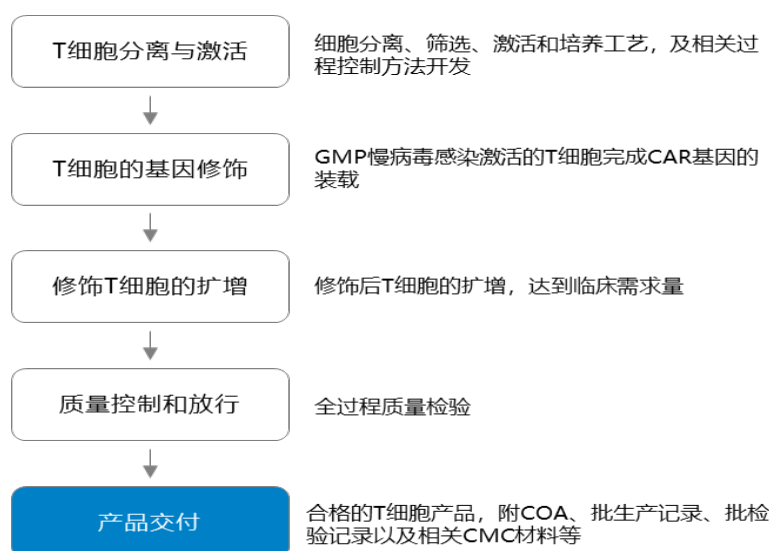 T细胞分离与激活
细胞分离、筛选、激活和培养工艺，及相关过
程控制方法开发
T细胞的基因修饰
GMP慢病毒感染激活的T细胞完成CAR基因的
装载
修饰T细胞的扩增
修饰后T细胞的扩增，达到临床需求量
质量控制和放行
全过程质量检验
产品交付
合格的T细胞产品，附COA、批生产记录、批检
验记录以及相关CMC材料等